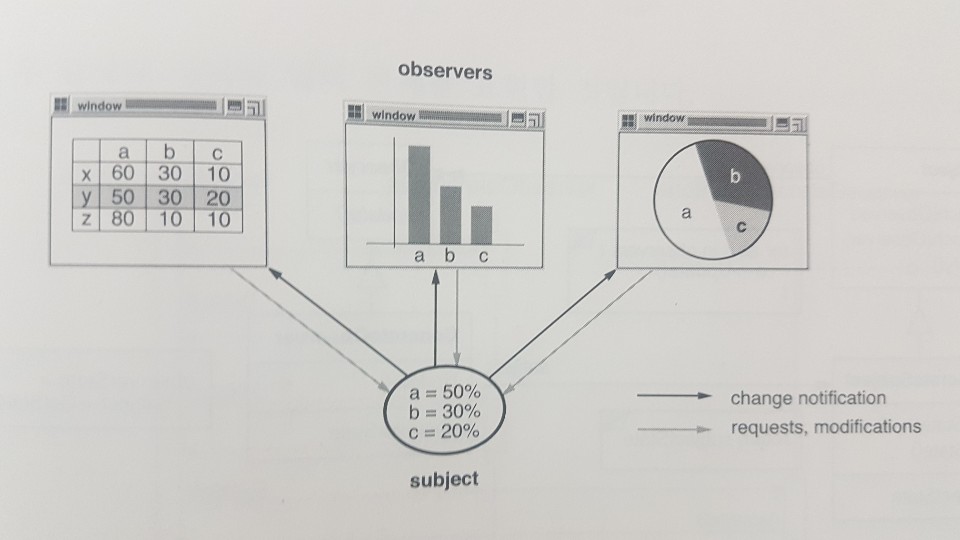 observers
window
a b c
x 60 30 10
y 50 30 20
z 80 10 10
window
a b c
window
b
a
c
a = 50%
b = 30%
c = 20%
subject
change notification
requests, modifications